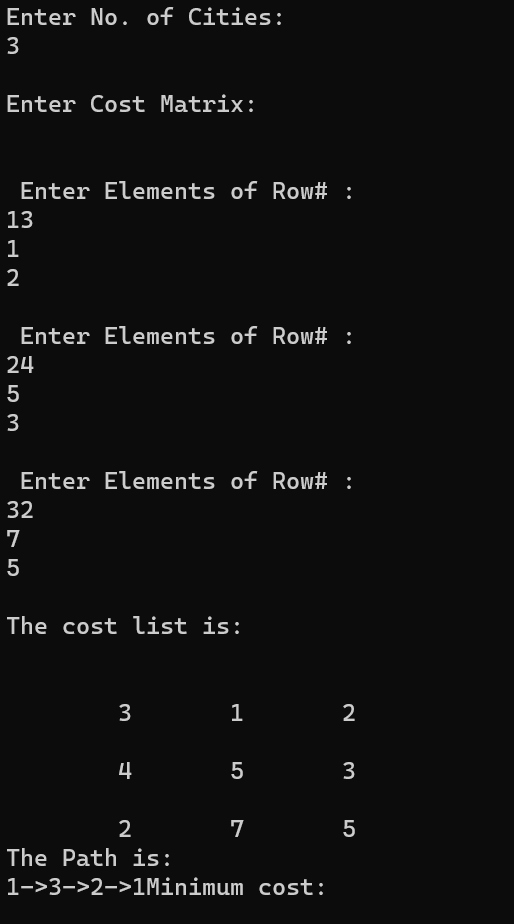 Enter No. of Cities:
3
Enter Cost Matrix:
Enter Elements of Row# :
13
1
2
Enter Elements of Row# :
24
5
3
Enter Elements of Row# :
32
7
5
The cost list is:
3 1 2
4 5 3
2 7 5
The Path is:
1->3->2->1Minimum cost: